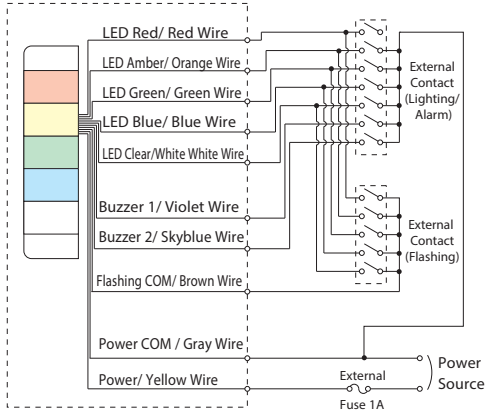 LED Red/ Red Wire
LED Amber/ Orange Wire
LED Green/ Green Wire
LED Blue/ Blue Wire
LED Clear/White White Wire
Buzzer 1/ Violet Wire
Buzzer 2/ Skyblue Wire
Flashing COM/ Brown Wire
Power COM / Gray Wire
Power/ Yellow Wire
External
Contact
(Lighting/
Alarm)
External
Contact
(Flashing)
External
Fuse 1A
Power
Source